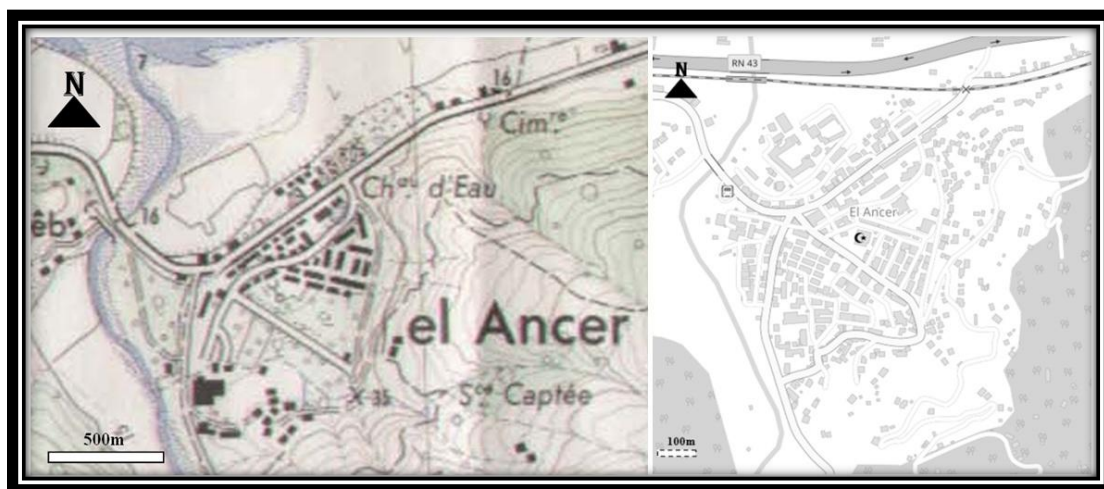 N
7
16
Cim.re
Ch.au d'Eau
16
êb
el Ancer
35
S.ce Captée
500m
RN 43
N
El Ancer
100m